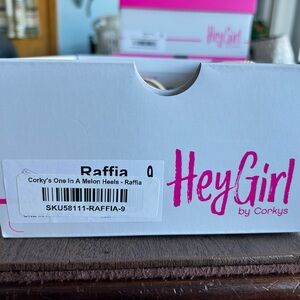 HeyGirl
Raffia
Corky's One In A Melon Heels - Raffia
SKU58111-RAFFIA-9
HeyGirl
by Corkys